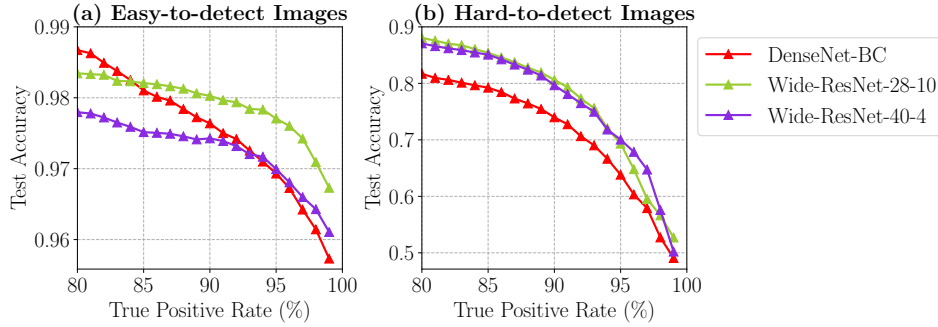 (a) Easy-to-detect Images
0.99
0.98
0.97
0.96
Test Accuracy
80 85 90 95 100
True Positive Rate (%)
(b) Hard-to-detect Images
0.9
0.8
0.7
0.6
0.5
Test Accuracy
80 85 90 95 100
True Positive Rate (%)
DenseNet-BC
Wide-ResNet-28-10
Wide-ResNet-40-4